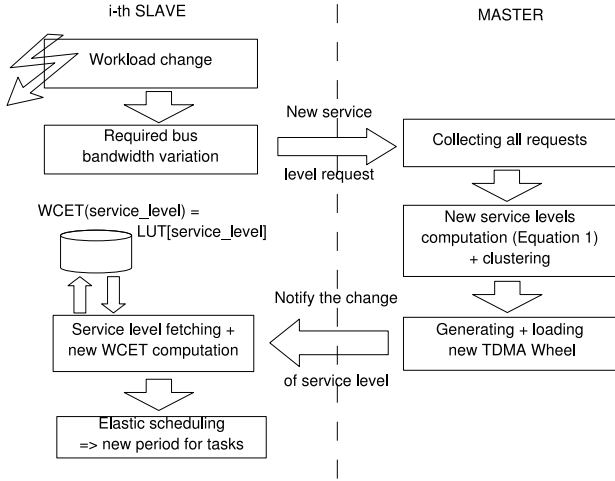 i-th SLAVE
MASTER
Workload change
Required bus
bandwidth variation
New service
level request
Collecting all requests
New service levels
computation (Equation 1)
+ clustering
Generating + loading
new TDMA Wheel
Notify the change
of service level
WCET(service_level) =
LUT[service_level]
Service level fetching +
new WCET computation
Elastic scheduling
=> new period for tasks